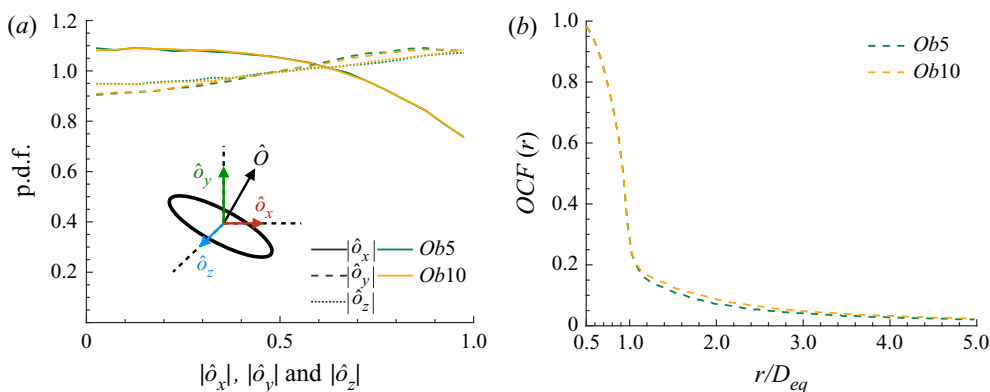 (a)
1.2
1.0
0.8
0.6
0.4
0.2
p.d.f.
Ô
ô_y
ô_x
ô_z
|ô_x| Ob5
|ô_y| Ob10
|ô_z|
0 0.5 1.0
|ô_x|, |ô_y| and |ô_z|
(b)
1.0
0.8
0.6
0.4
0.2
0
OCF (r)
Ob5
Ob10
0.5 1.0 2.0 3.0 4.0 5.0
r/D_eq